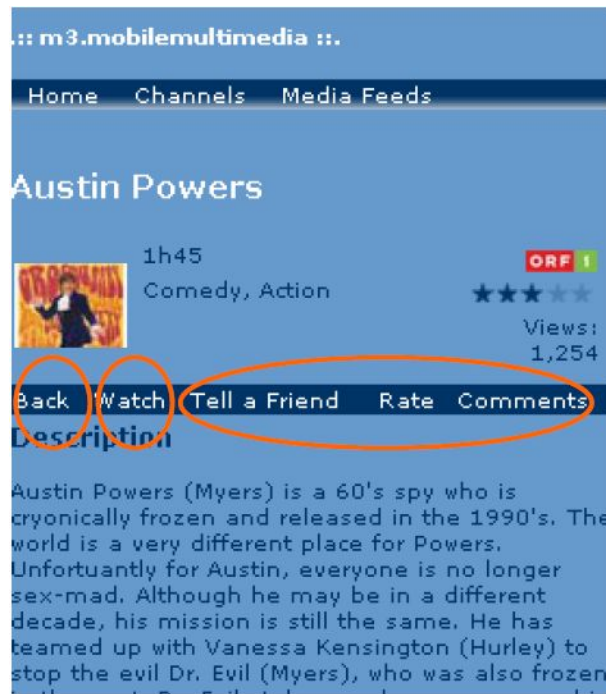 .:: m3.mobilemultimedia ::.
Home Channels Media Feeds
Austin Powers
1h45
ORF 1
Comedy, Action
Views:
1,254
Back Watch Tell a Friend Rate Comments
Description
Austin Powers (Myers) is a 60's spy who is
cryonically frozen and released in the 1990's. The
world is a very different place for Powers.
Unfortuantly for Austin, everyone is no longer
sex-mad. Although he may be in a different
decade, his mission is still the same. He has
teamed up with Vanessa Kensington (Hurley) to
stop the evil Dr. Evil (Myers), who was also frozen